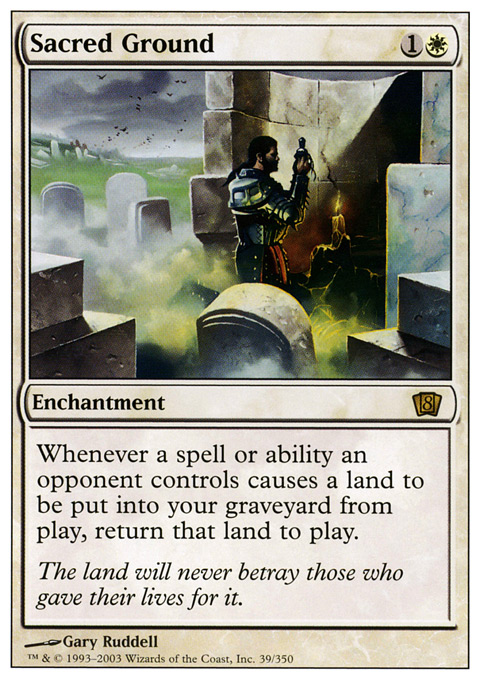 Sacred Ground 1
Enchantment 8
Whenever a spell or ability an
opponent controls causes a land to
be put into your graveyard from
play, return that land to play.
The land will never betray those who
gave their lives for it.
Gary Ruddell
™ & © 1993–2003 Wizards of the Coast, Inc. 39/350